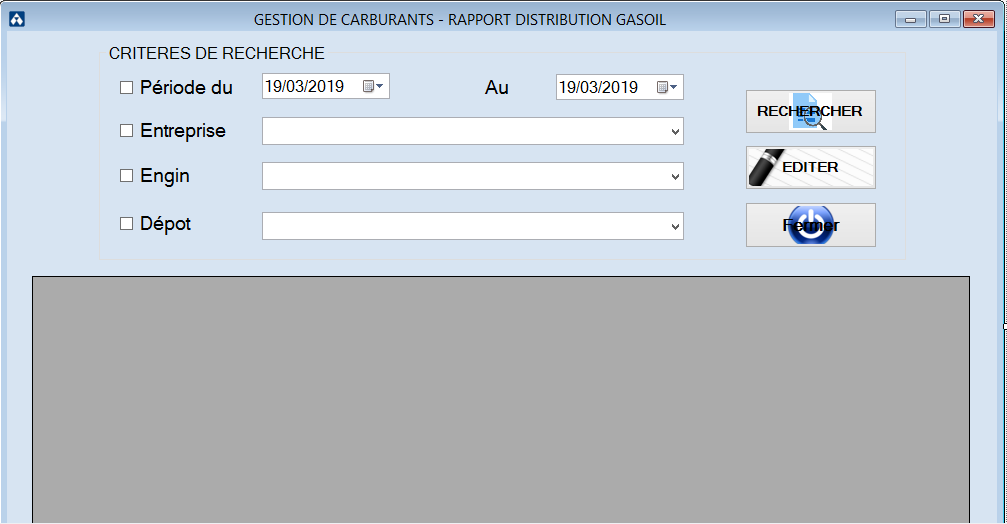 GESTION DE CARBURANTS - RAPPORT DISTRIBUTION GASOIL
CRITERES DE RECHERCHE
Période du 19/03/2019 Au 19/03/2019
RECHERCHER
Entreprise
EDITER
Engin
Dépot
Fermer